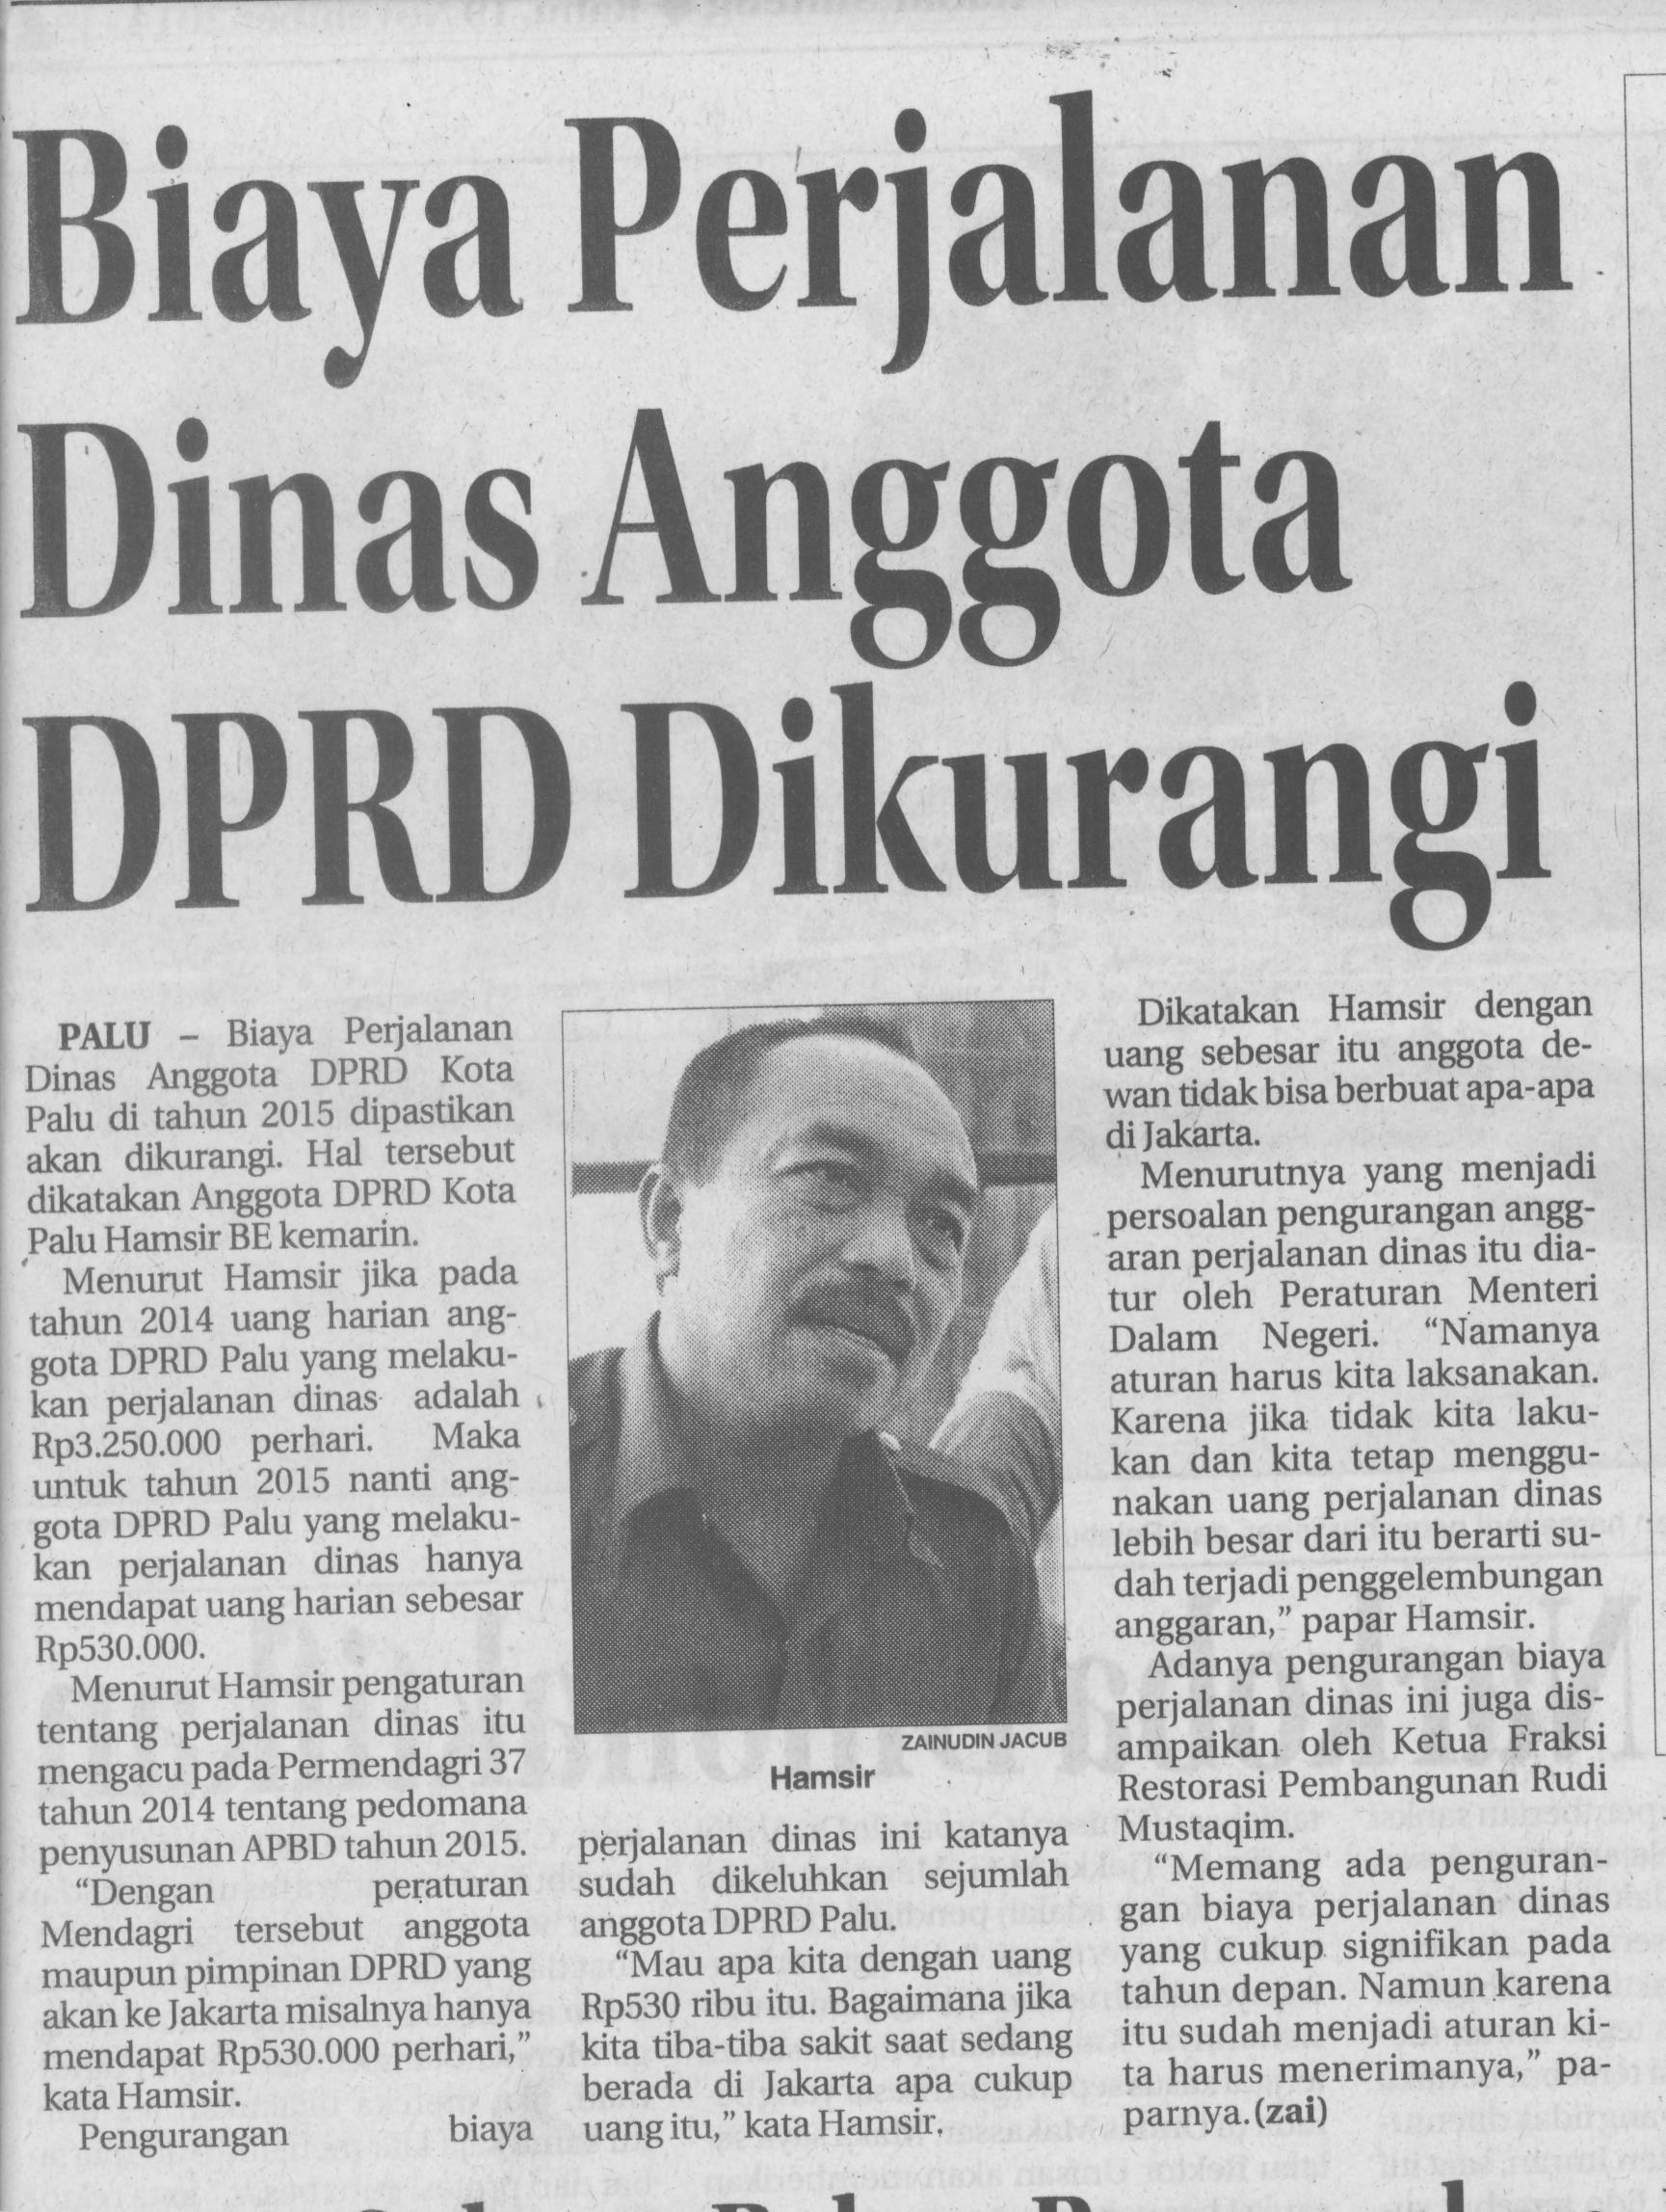 Biaya Perjalanan
Dinas Anggota
DPRD Dikurangi
PALU – Biaya Perjalanan
Dinas Anggota DPRD Kota
Palu di tahun 2015 dipastikan
akan dikurangi. Hal tersebut
dikatakan Anggota DPRD Kota
Palu Hamsir BE kemarin.
Menurut Hamsir jika pada
tahun 2014 uang harian ang-
gota DPRD Palu yang melaku-
kan perjalanan dinas adalah
Rp3.250.000 perhari. Maka
untuk tahun 2015 nanti ang-
gota DPRD Palu yang melaku-
kan perjalanan dinas hanya
mendapat uang harian sebesar
Rp530.000.
Menurut Hamsir pengaturan
tentang perjalanan dinas itu
mengacu pada Permendagri 37
tahun 2014 tentang pedomana
penyusunan APBD tahun 2015.
“Dengan peraturan
Mendagri tersebut anggota
maupun pimpinan DPRD yang
akan ke Jakarta misalnya hanya
mendapat Rp530.000 perhari,”
kata Hamsir.
Pengurangan biaya
ZAINUDIN JACUB
Hamsir
perjalanan dinas ini katanya
sudah dikeluhkan sejumlah
anggota DPRD Palu.
“Mau apa kita dengan uang
Rp530 ribu itu. Bagaimana jika
kita tiba-tiba sakit saat sedang
berada di Jakarta apa cukup
uang itu,” kata Hamsir.
Dikatakan Hamsir dengan
uang sebesar itu anggota de-
wan tidak bisa berbuat apa-apa
di Jakarta.
Menurutnya yang menjadi
persoalan pengurangan angg-
aran perjalanan dinas itu dia-
tur oleh Peraturan Menteri
Dalam Negeri. “Namanya
aturan harus kita laksanakan.
Karena jika tidak kita laku-
kan dan kita tetap menggu-
nakan uang perjalanan dinas
lebih besar dari itu berarti su-
dah terjadi penggelembungan
anggaran,” papar Hamsir.
Adanya pengurangan biaya
perjalanan dinas ini juga dis-
ampaikan oleh Ketua Fraksi
Restorasi Pembangunan Rudi
Mustaqim.
“Memang ada penguran-
gan biaya perjalanan dinas
yang cukup signifikan pada
tahun depan. Namun karena
itu sudah menjadi aturan ki-
ta harus menerimanya,” pa-
parnya.(zai)